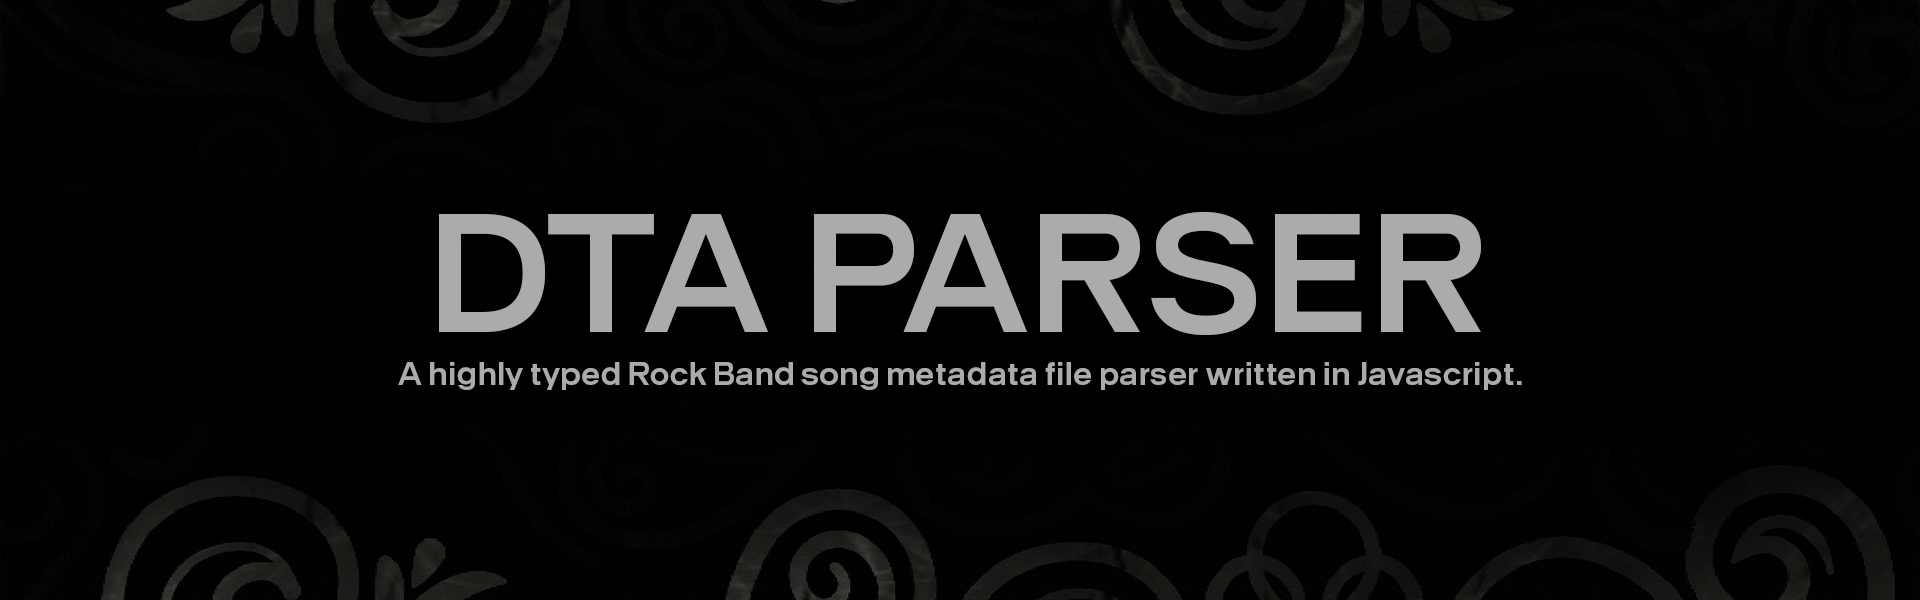 DTA PARSER
A highly typed Rock Band song metadata file parser written in Javascript.